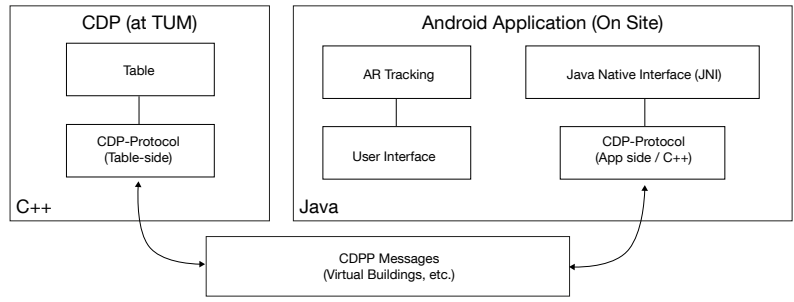 CDP (at TUM)
Table
CDP-Protocol
(Table-side)
C++
Android Application (On Site)
AR Tracking
User Interface
Java Native Interface (JNI)
CDP-Protocol
(App side / C++)
Java
CDPP Messages
(Virtual Buildings, etc.)